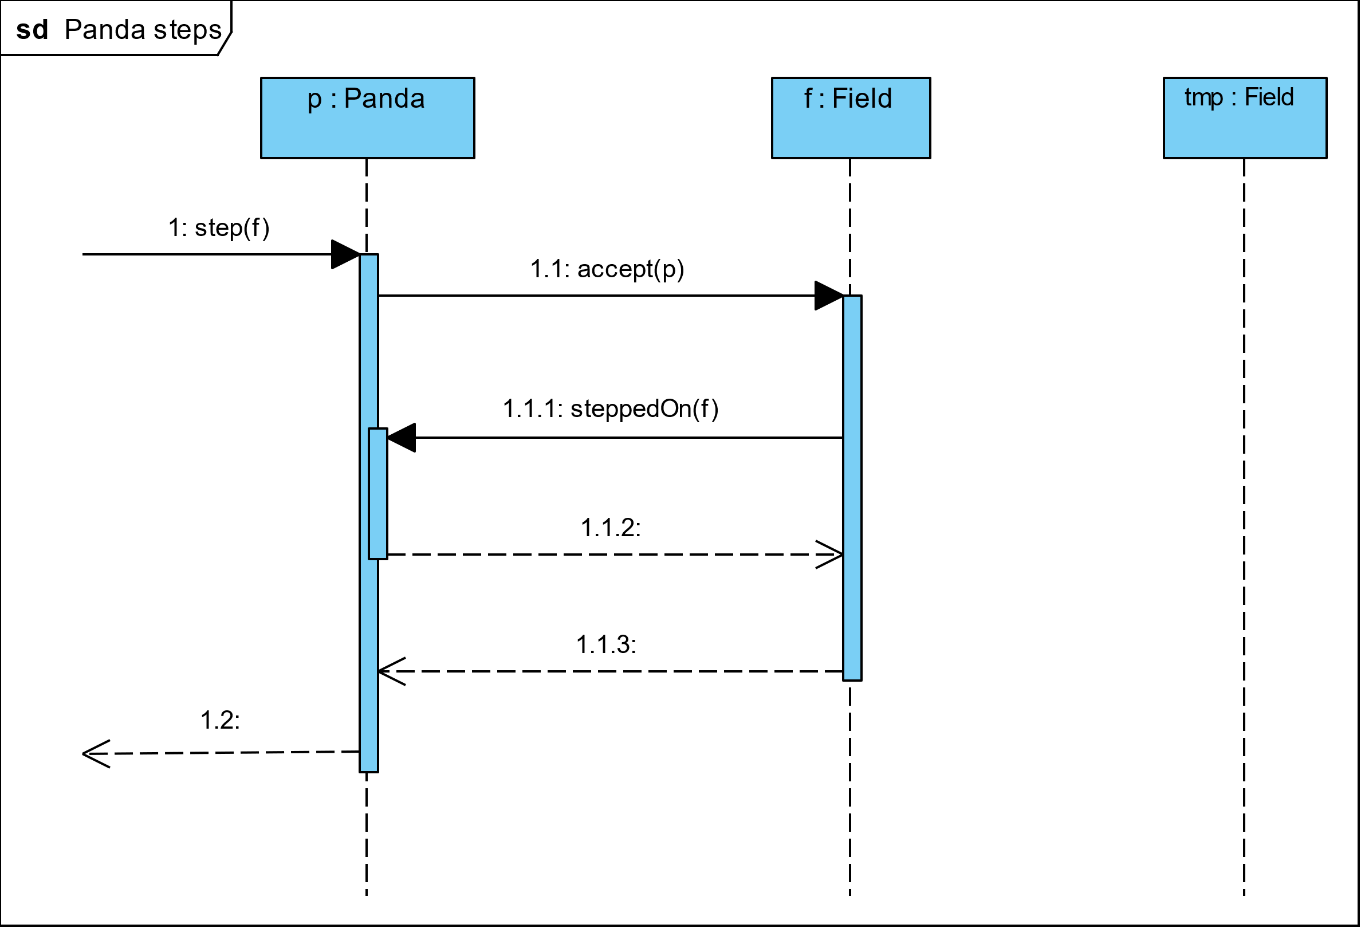 sd Panda steps
p : Panda
f : Field
tmp : Field
1: step(f)
1.1: accept(p)
1.1.1: steppedOn(f)
1.1.2:
1.1.3:
1.2: